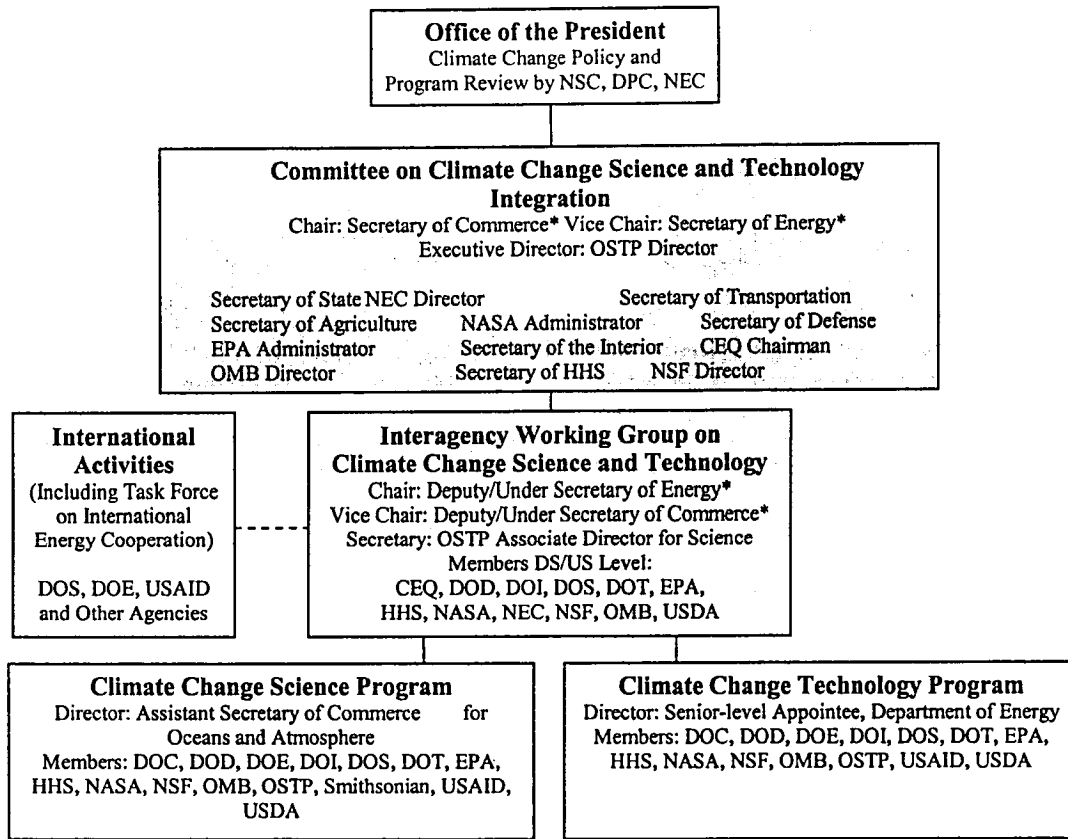 Office of the President
Climate Change Policy and
Program Review by NSC, DPC, NEC
Committee on Climate Change Science and Technology
Integration
Chair: Secretary of Commerce* Vice Chair: Secretary of Energy*
Executive Director: OSTP Director
Secretary of State NEC Director Secretary of Transportation
Secretary of Agriculture NASA Administrator Secretary of Defense
EPA Administrator Secretary of the Interior CEQ Chairman
OMB Director Secretary of HHS NSF Director
International
Activities
(Including Task Force
on International
Energy Cooperation)
DOS, DOE, USAID
and Other Agencies
Interagency Working Group on
Climate Change Science and Technology
Chair: Deputy/Under Secretary of Energy*
Vice Chair: Deputy/Under Secretary of Commerce*
Secretary: OSTP Associate Director for Science
Members DS/US Level:
CEQ, DOD, DOI, DOS, DOT, EPA,
HHS, NASA, NEC, NSF, OMB, USDA
Climate Change Science Program
Director: Assistant Secretary of Commerce for
Oceans and Atmosphere
Members: DOC, DOD, DOE, DOI, DOS, DOT, EPA,
HHS, NASA, NSF, OMB, OSTP, Smithsonian, USAID,
USDA
Climate Change Technology Program
Director: Senior-level Appointee, Department of Energy
Members: DOC, DOD, DOE, DOI, DOS, DOT, EPA,
HHS, NASA, NSF, OMB, OSTP, USAID, USDA